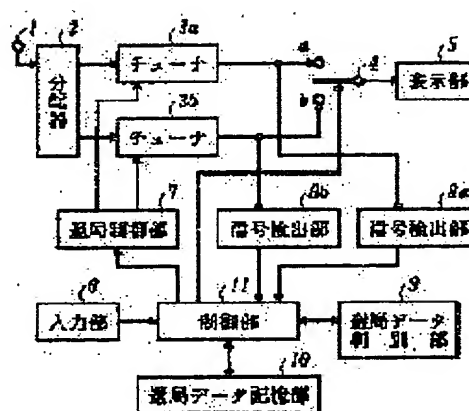 1
2
3a
a
4
5
分配器
チューナ
表示部
3b
b
チューナ
7
8b
8a
選局制御部
信号検出部
信号検出部
6
11
9
入力部
制御部
選局データ
判別部
10
選局データ記憶部